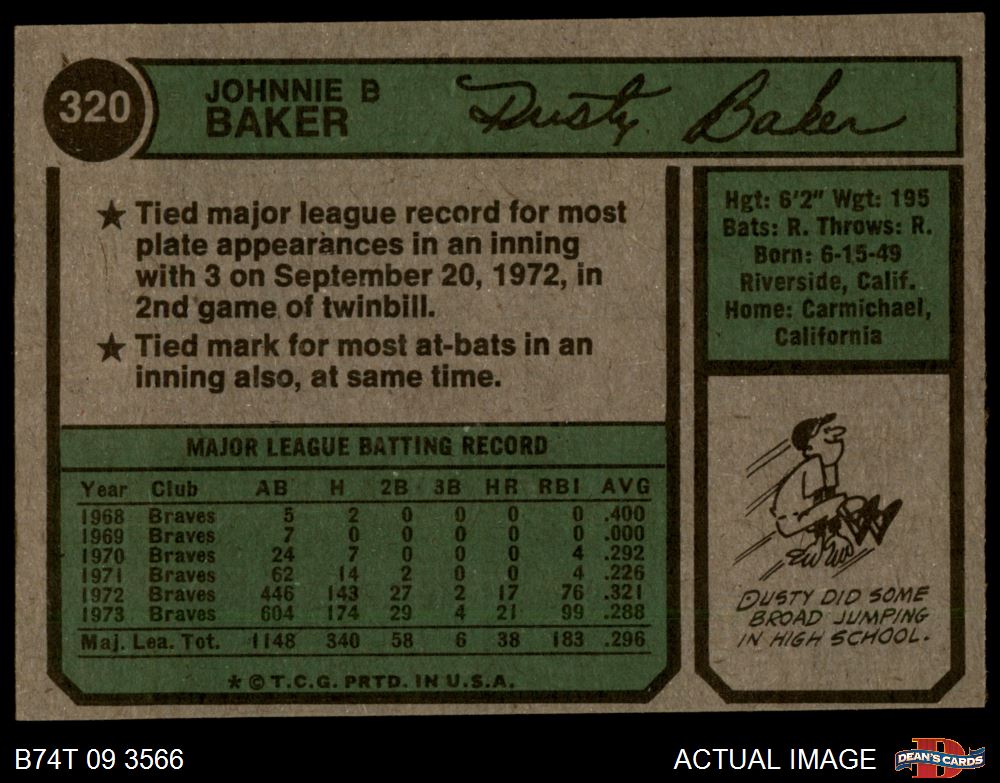 320
JOHNNIE B
BAKER
Dusty Baker
★ Tied major league record for most
plate appearances in an inning
with 3 on September 20, 1972, in
2nd game of twinbill.
★ Tied mark for most at-bats in an
inning also, at same time.
Hgt: 6'2" Wgt: 195
Bats: R. Throws: R.
Born: 6-15-49
Riverside, Calif.
Home: Carmichael,
California
MAJOR LEAGUE BATTING RECORD
Year Club AB H 2B 3B HR RBI AVG
1968 Braves 5 2 0 0 0 0 .400
1969 Braves 7 0 0 0 0 0 .000
1970 Braves 24 7 0 0 0 4 .292
1971 Braves 62 14 2 0 0 4 .226
1972 Braves 446 143 27 2 17 76 .321
1973 Braves 604 174 29 4 21 99 .288
Maj. Lea. Tot. 1148 340 58 6 38 183 .296
* © T.C.G. PRTD. IN U.S.A.
DUSTY DID SOME
BROAD JUMPING
IN HIGH SCHOOL.
B74T 09 3566
ACTUAL IMAGE
D
DEAN'S CARDS